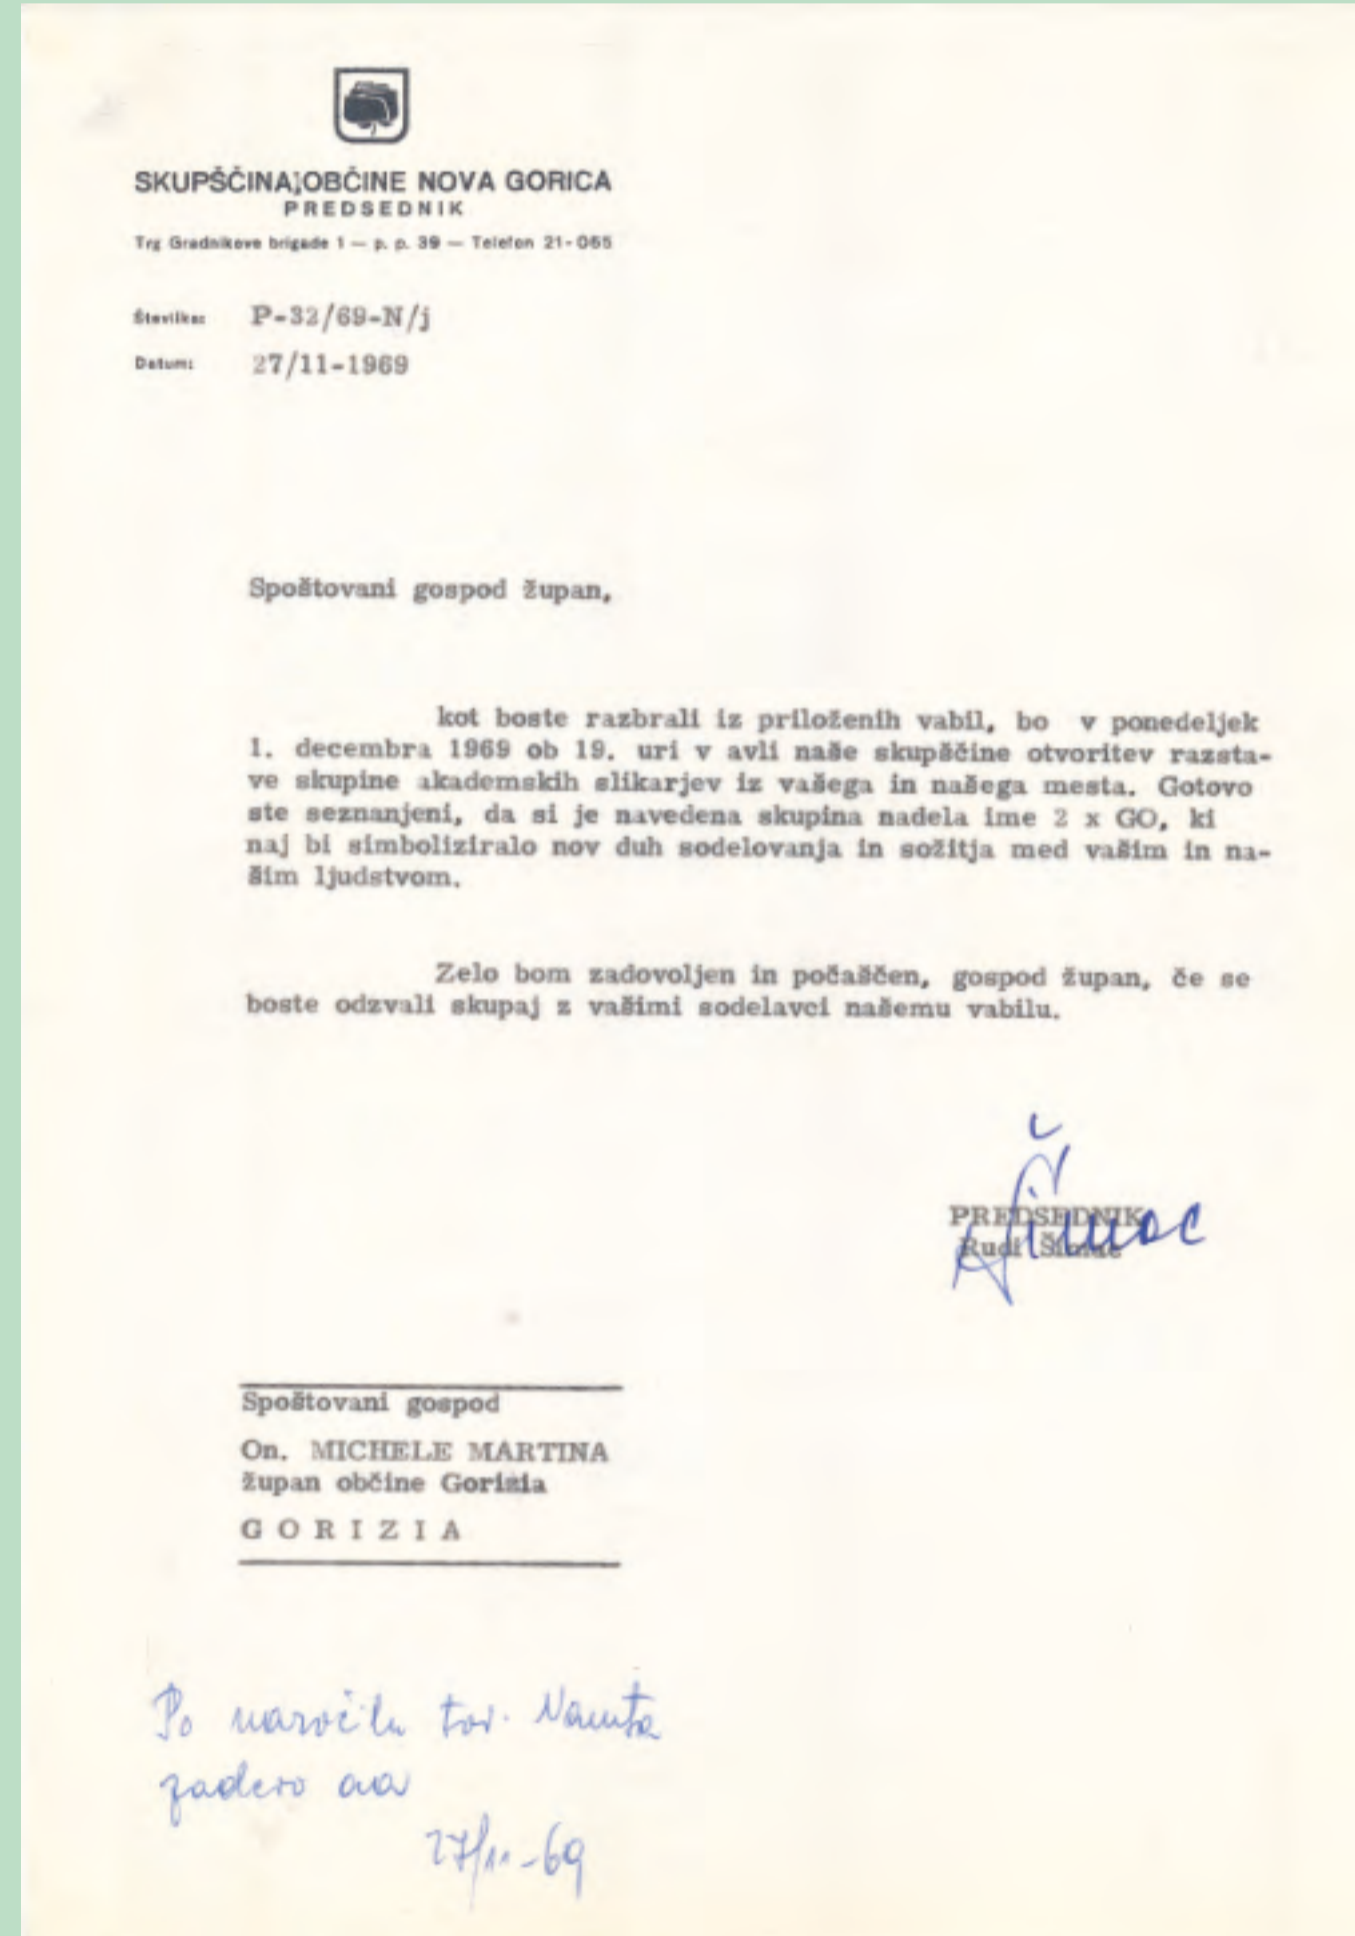 SKUPŠČINA OBČINE NOVA GORICA
PREDSEDNIK
Trg Gradnikove brigade 1 — p. p. 39 — Telefon 21-065
Številka: P-32/69-N/j
Datum: 27/11-1969
Spoštovani gospod župan,
kot boste razbrali iz priloženih vabil, bo v ponedeljek
1. decembra 1969 ob 19. uri v avli naše skupščine otvoritev razsta-
ve skupine akademskih slikarjev iz vašega in našega mesta. Gotovo
ste seznanjeni, da si je navedena skupina nadela ime 2 x GO, ki
naj bi simboliziralo nov duh sodelovanja in sožitja med vašim in na-
šim ljudstvom.
Zelo bom zadovoljen in počaščen, gospod župan, če se
boste odzvali skupaj z vašimi sodelavci našemu vabilu.
PREDSEDNIK
Rudi Šimac
Šimac
Spoštovani gospod
On. MICHELE MARTINA
župan občine Gorizia
GORIZIA
Po naročilu tov.
27/11-69